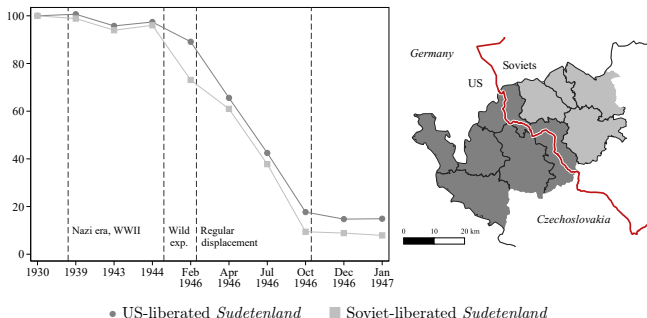 100
80
60
40
20
0
Nazi era, WWII
Wild
exp.
Regular
displacement
1930 1939 1943 1944 Feb 1946 Apr 1946 Jul 1946 Oct 1946 Dec 1946 Jan 1947
Germany
Soviets
US
Czechoslovakia
0 10 20 km
US-liberated Sudetenland Soviet-liberated Sudetenland